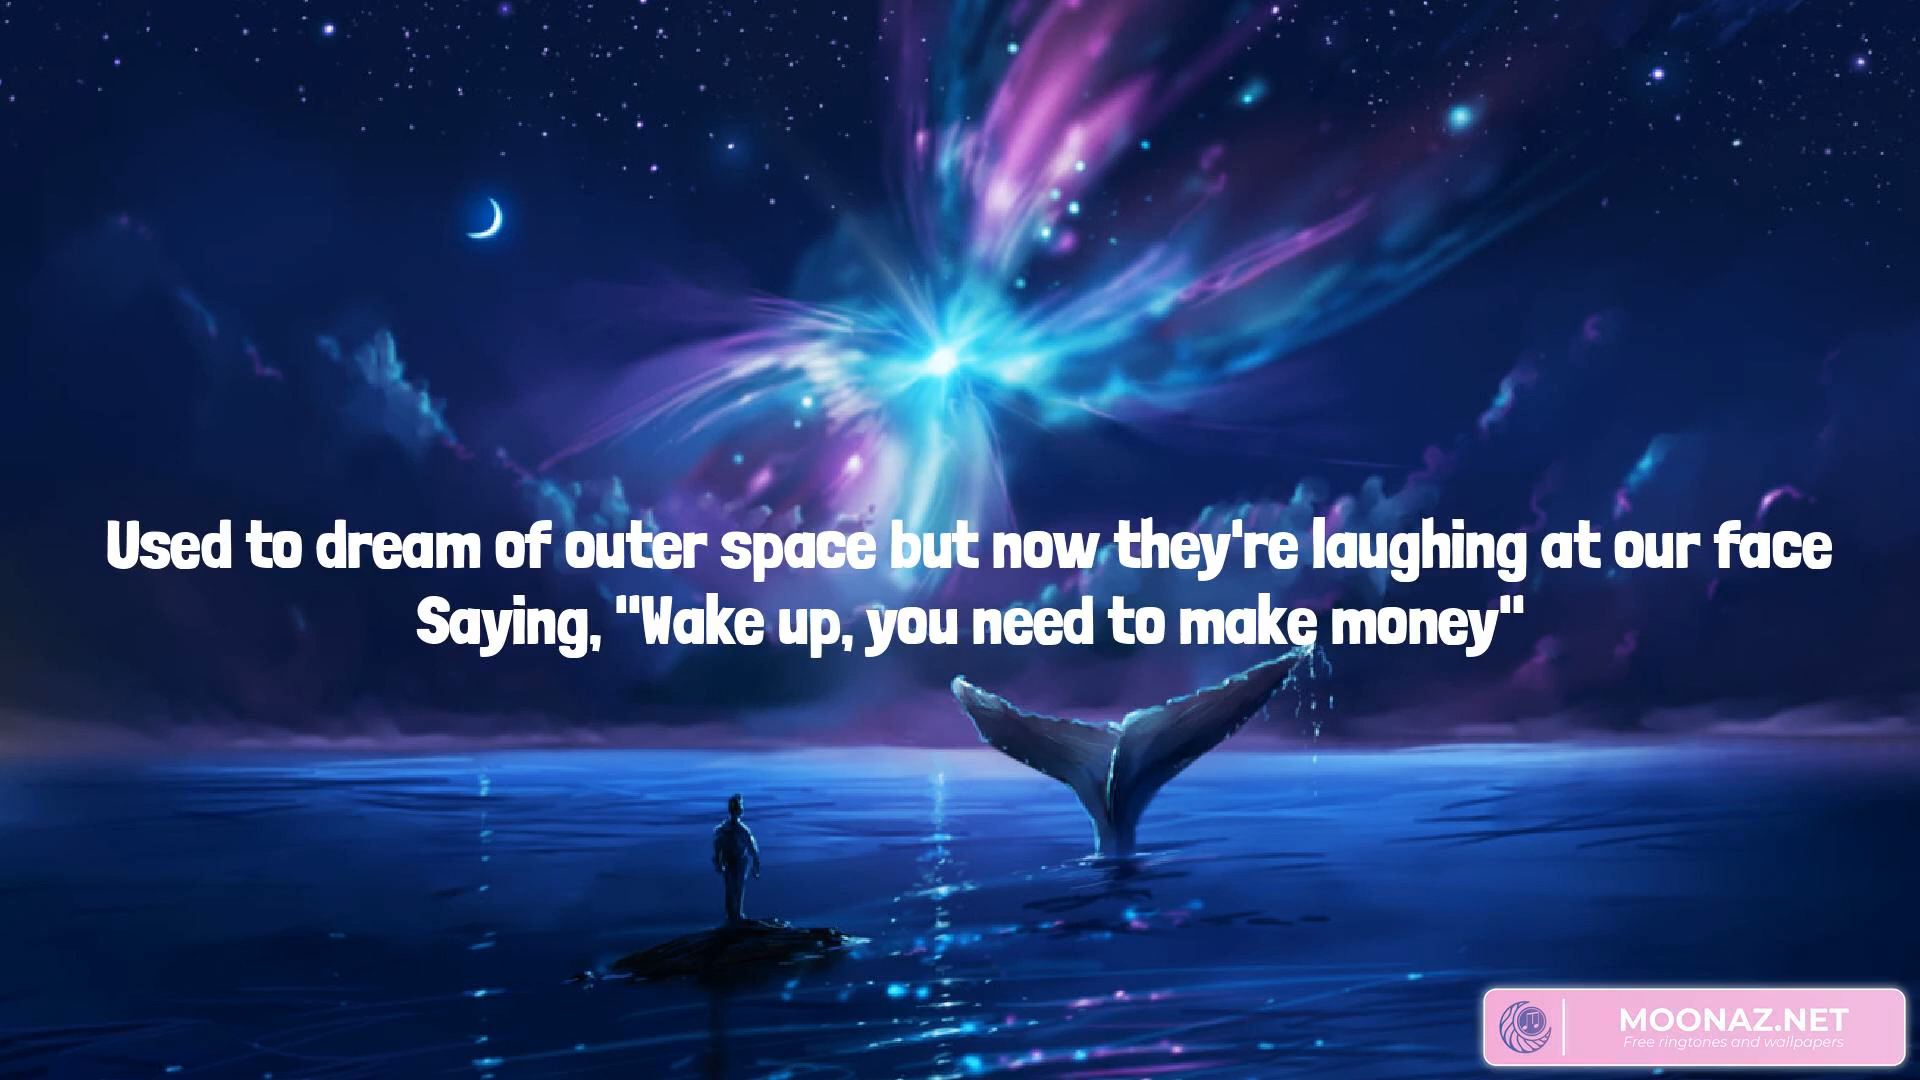 Used to dream of outer space but now they're laughing at our face
Saying, "Wake up, you need to make money"
MOONAZ.NET
Free ringtones and wallpapers